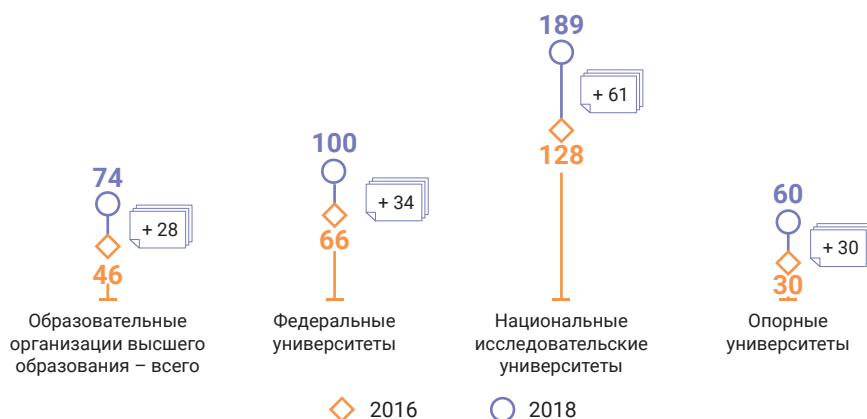 74
+ 28
46
Образовательные
организации высшего
образования – всего
100
+ 34
66
Федеральные
университеты
189
+ 61
128
Национальные
исследовательские
университеты
60
+ 30
30
Опорные
университеты
2016
2018